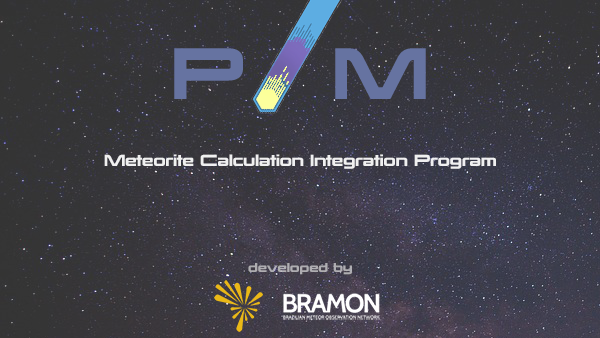 P M
Meteorite Calculation Integration Program
developed by
BRAMON
BRAZILIAN METEOR OBSERVATION NETWORK